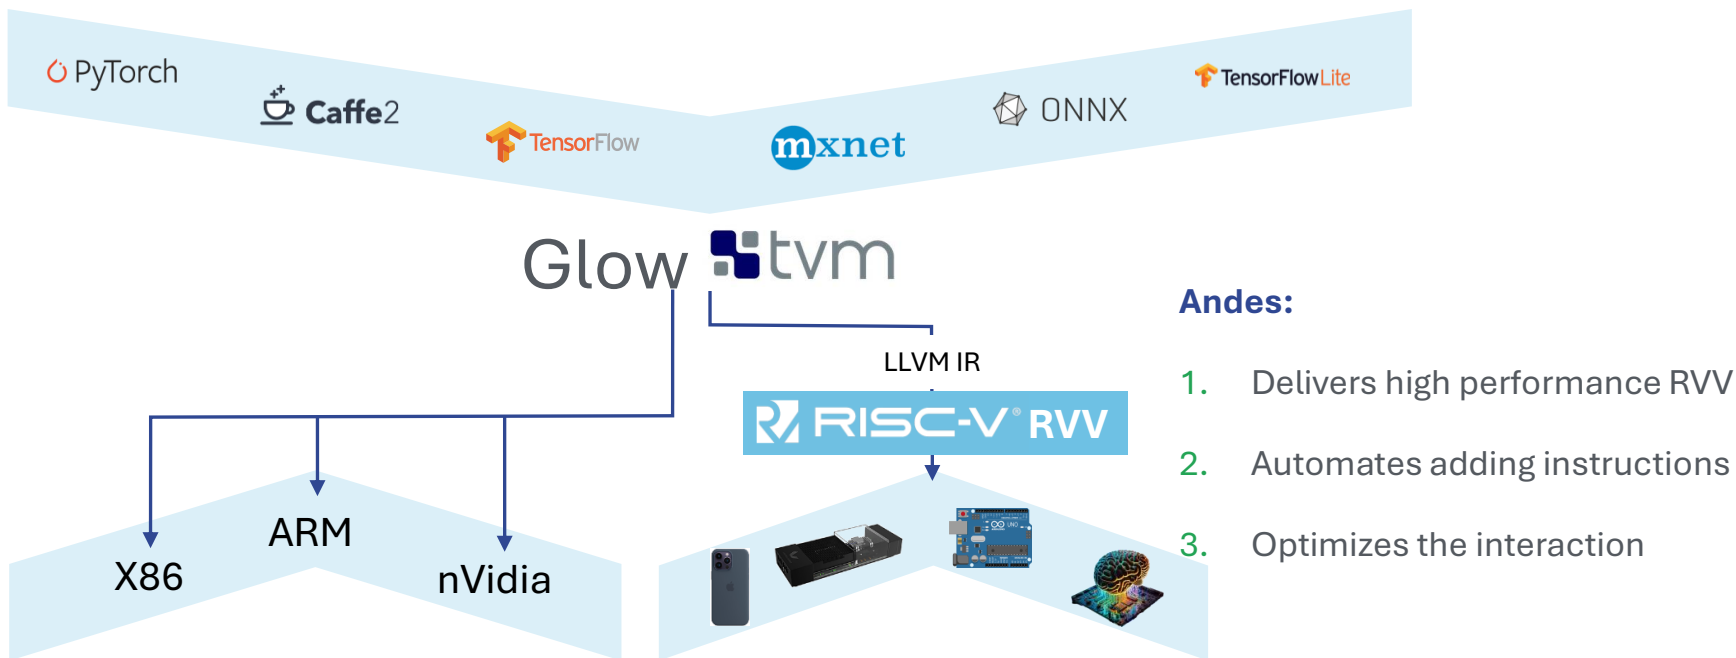 PyTorch
Caffe2
TensorFlow
mxnet
ONNX
TensorFlow Lite
Glow
tvm
LLVM IR
RISC-V® RVV
X86
ARM
nVidia
UNO
Andes:
1. Delivers high performance RVV
2. Automates adding instructions
3. Optimizes the interaction